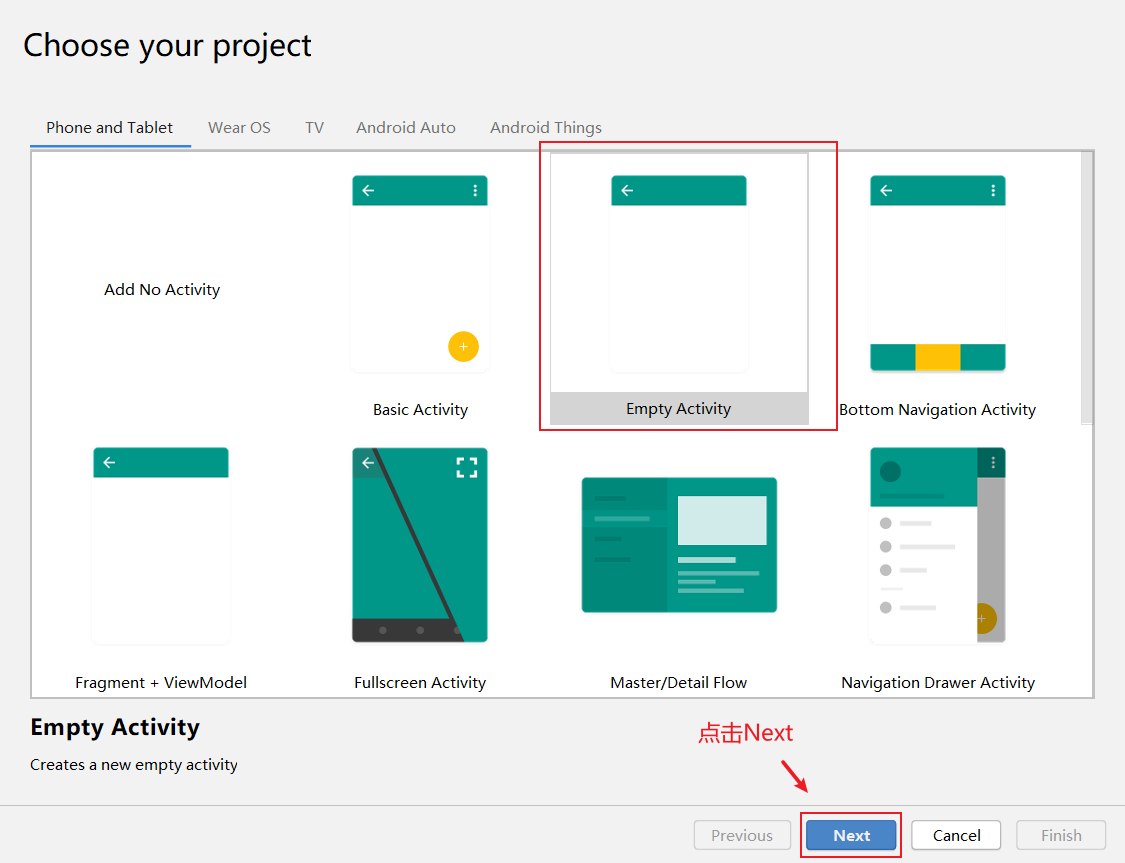 Choose your project
Phone and Tablet Wear OS TV Android Auto Android Things
Add No Activity
Basic Activity
Empty Activity
Bottom Navigation Activity
Fragment + ViewModel
Fullscreen Activity
Master/Detail Flow
Navigation Drawer Activity
Empty Activity
Creates a new empty activity
点击Next
Previous Next Cancel Finish